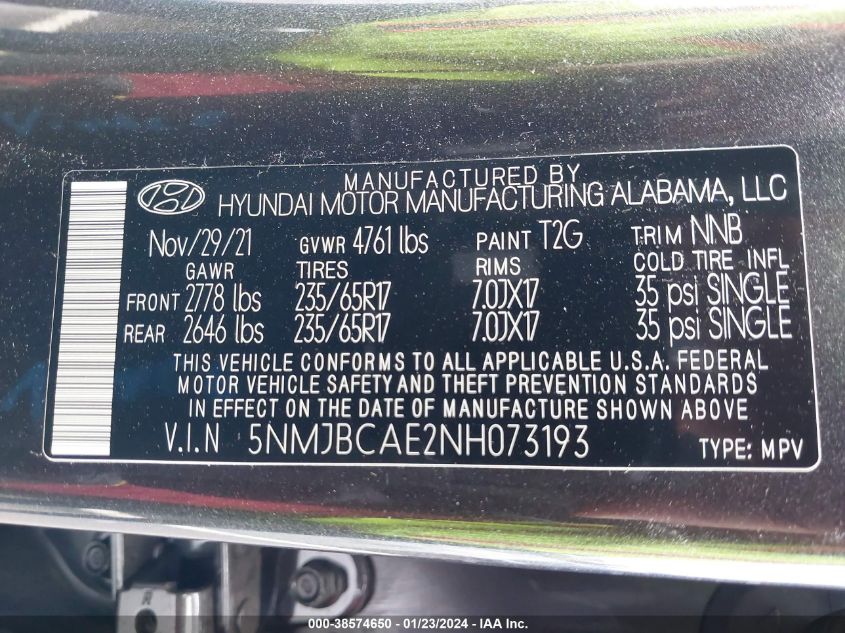 MANUFACTURED BY
HYUNDAI MOTOR MANUFACTURING ALABAMA, LLC
Nov/29/21 GVWR 4761 lbs PAINT T2G TRIM NNB
GAWR TIRES RIMS COLD TIRE INFL
FRONT 2778 lbs 235/65R17 7.0JX17 35 psi SINGLE
REAR 2646 lbs 235/65R17 7.0JX17 35 psi SINGLE
THIS VEHICLE CONFORMS TO ALL APPLICABLE U.S.A. FEDERAL
MOTOR VEHICLE SAFETY AND THEFT PREVENTION STANDARDS
IN EFFECT ON THE DATE OF MANUFACTURE SHOWN ABOVE
V.I.N 5NMJBCAE2NH073193 TYPE: MPV
000-38574650 - 01/23/2024 - IAA Inc.